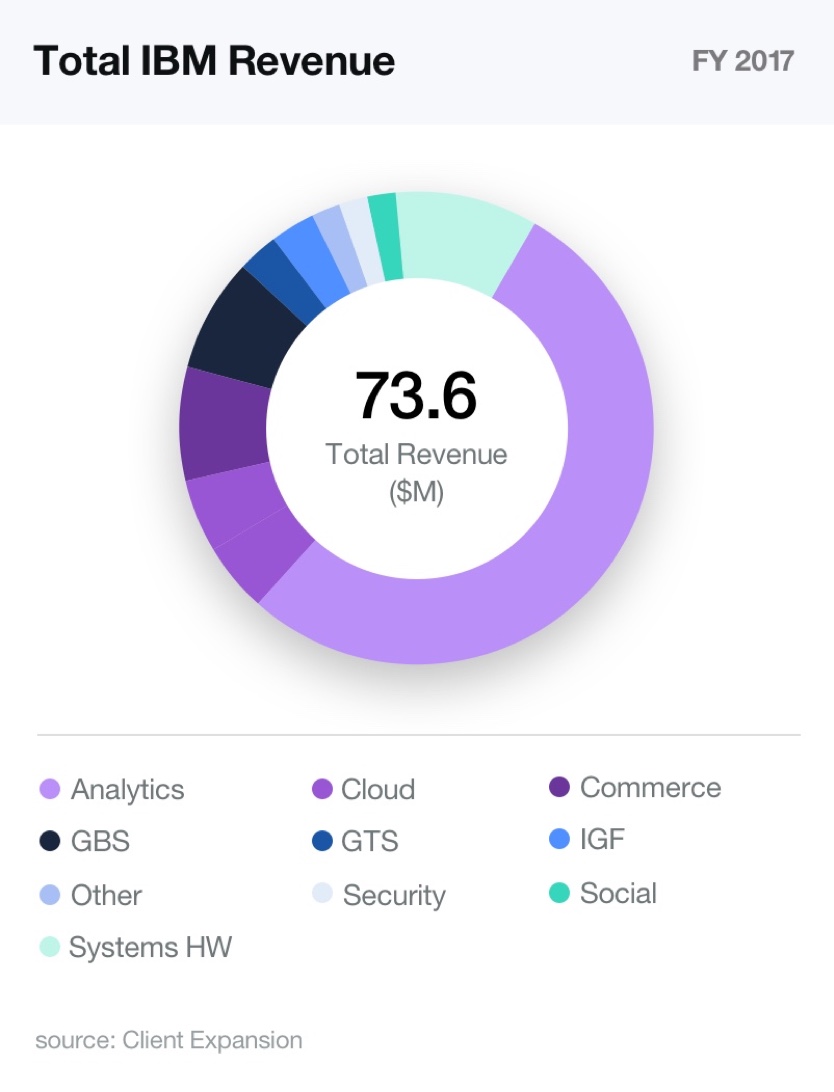 Total IBM Revenue
FY 2017
73.6
Total Revenue
($M)
Analytics
Cloud
Commerce
GBS
GTS
IGF
Other
Security
Social
Systems HW
source: Client Expansion